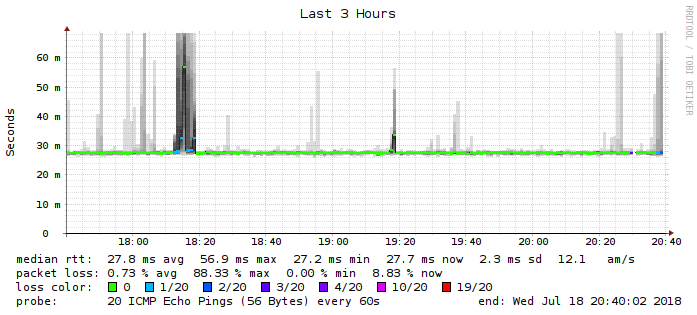 Last 3 Hours
RRDTOOL / TOBI OETIKER
Seconds
60 m
50 m
40 m
30 m
20 m
10 m
0
18:00 18:20 18:40 19:00 19:20 19:40 20:00 20:20 20:40
median rtt: 27.8 ms avg 56.9 ms max 27.2 ms min 27.7 ms now 2.3 ms sd 12.1 am/s
packet loss: 0.73 % avg 88.33 % max 0.00 % min 8.83 % now
loss color: 0 1/20 2/20 3/20 4/20 10/20 19/20
probe: 20 ICMP Echo Pings (56 Bytes) every 60s end: Wed Jul 18 20:40:02 2018